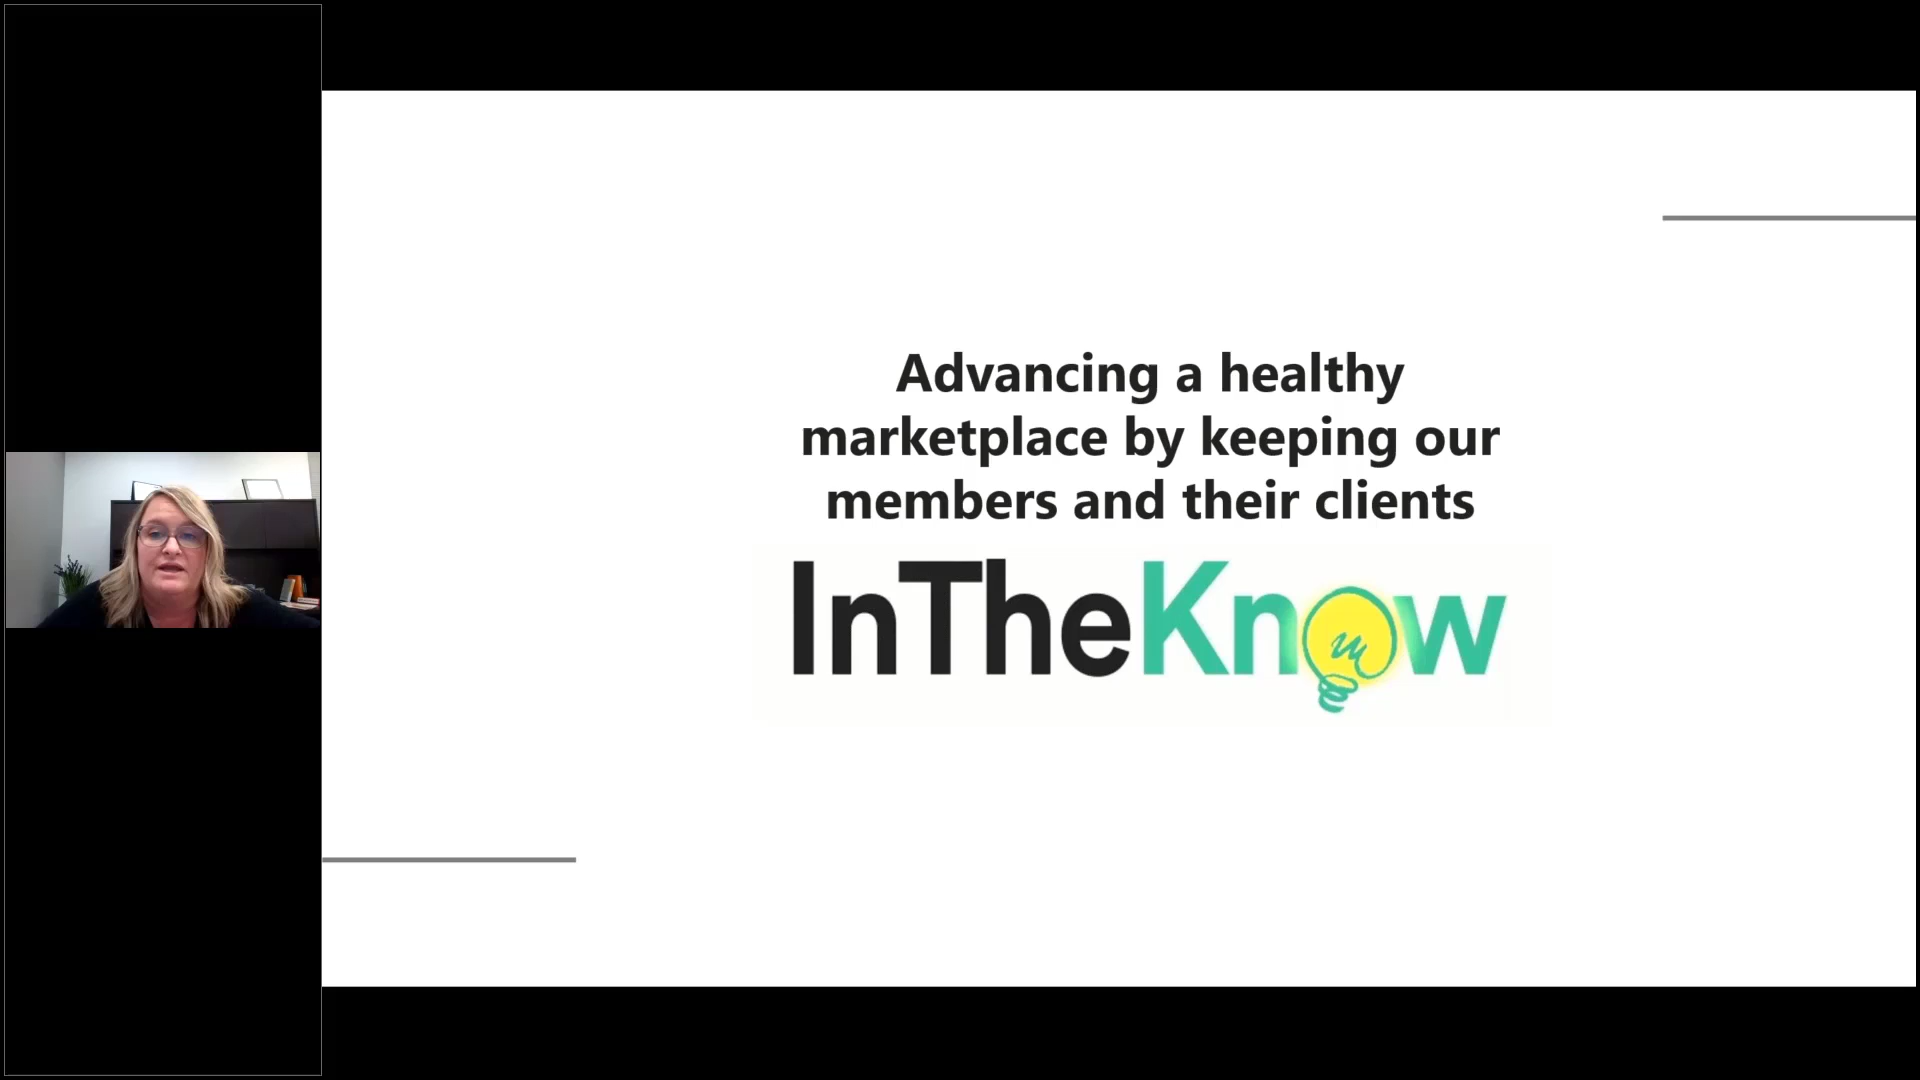 Advancing a healthy
marketplace by keeping our
members and their clients
InTheKnow